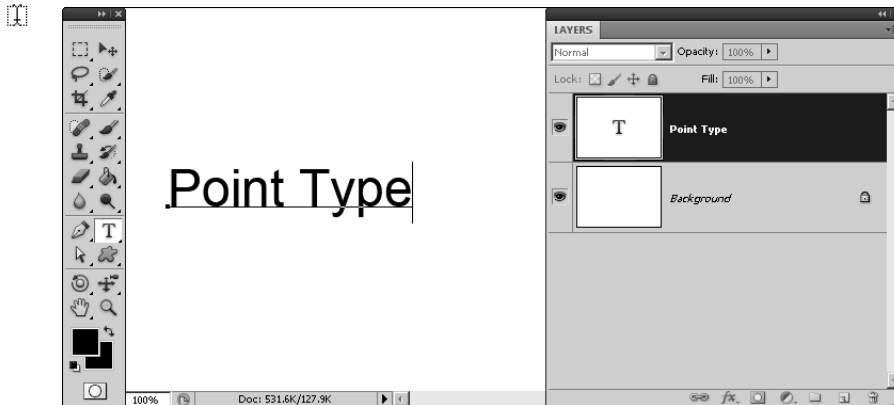 LAYERS
Normal Opacity: 100%
Lock: Fill: 100%
T Point Type
Point Type
Background
T
100% Doc: 531.6K/127.9K